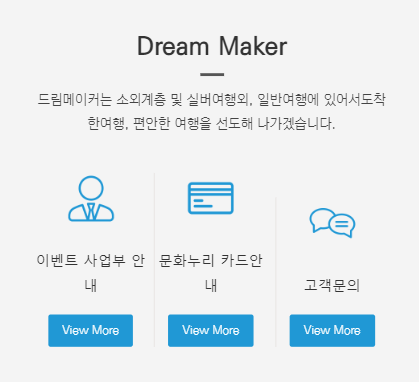 Dream Maker
드림메이커는 소외계층 및 실버여행외, 일반여행에 있어서도착
한여행, 편안한 여행을 선도해 나가겠습니다.
이벤트 사업부 안
내
View More
문화누리 카드안
내
View More
고객문의
View More